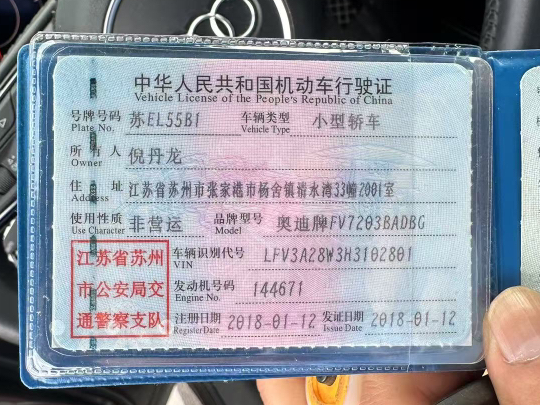 中华人民共和国机动车行驶证
Vehicle License of the People's Republic of China
号牌号码 苏EL55B1 车辆类型 小型轿车
Plate No. Vehicle Type
所有人 倪丹龙
Owner
住址 江苏省苏州市张家港市杨舍镇清水湾33幢2001室
Address
使用性质 非营运 品牌型号 奥迪牌FV7203BADBG
Use Character Model
江苏省苏州 车辆识别代号 LFV3A28W3H3102801
VIN
市公安局交 发动机号码 144671
Engine No.
通警察支队 注册日期 2018-01-12 发证日期 2018-01-12
Register Date Issue Date